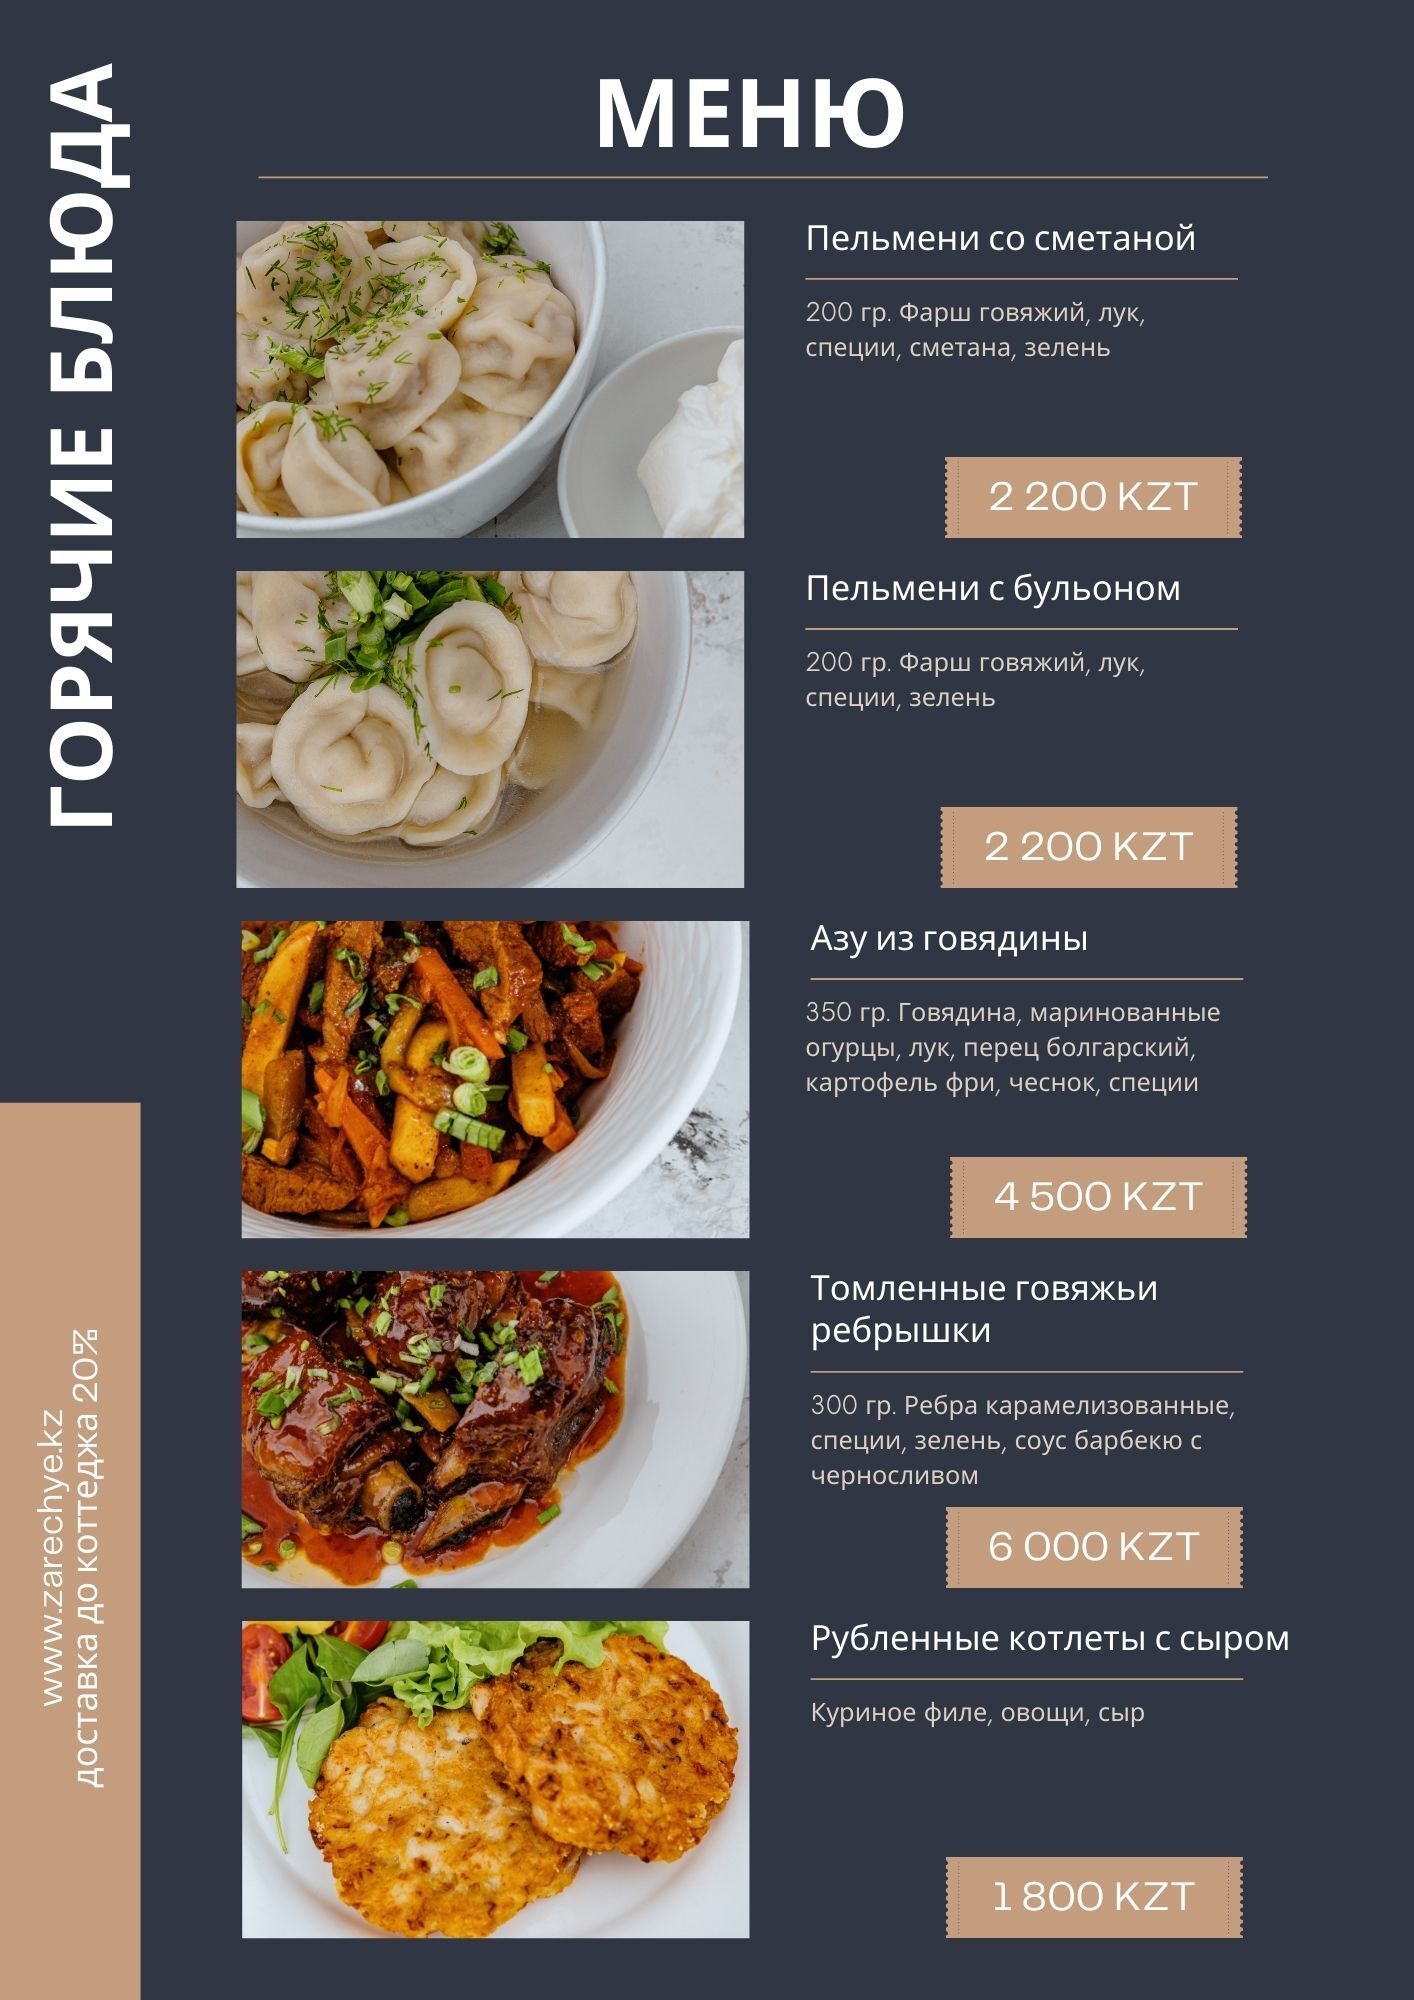 ГОРЯЧИЕ БЛЮДА
МЕНЮ
Пельмени со сметаной
200 гр. Фарш говяжий, лук,
специи, сметана, зелень
2 200 KZT
Пельмени с бульоном
200 гр. Фарш говяжий, лук,
специи, зелень
2 200 KZT
Азу из говядины
350 гр. Говядина, маринованные
огурцы, лук, перец болгарский,
картофель фри, чеснок, специи
4 500 KZT
Томленные говяжьи
ребрышки
300 гр. Ребра карамелизованные,
специи, зелень, соус барбекю с
черносливом
6 000 KZT
Рубленные котлеты с сыром
Куриное филе, овощи, сыр
1 800 KZT
www.zarechye.kz
доставка до коттеджа 20%